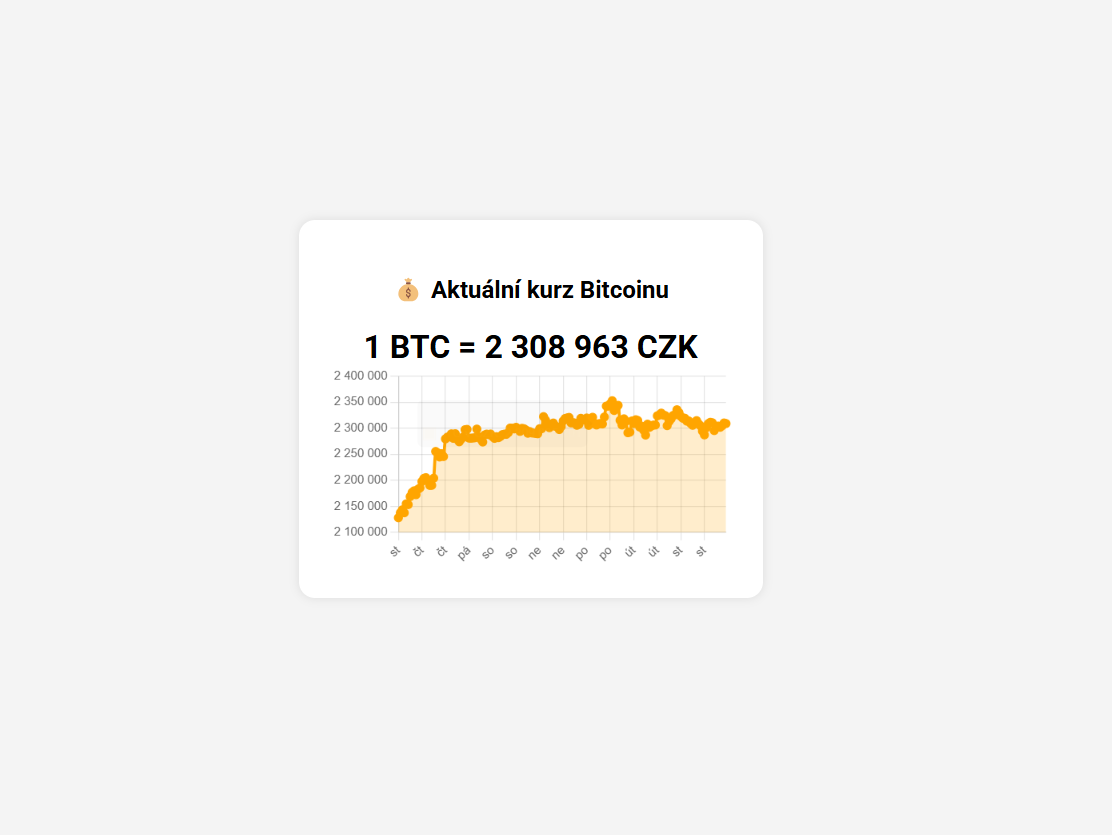 💰 Aktuální kurz Bitcoinu
1 BTC = 2 308 963 CZK
2 400 000
2 350 000
2 300 000
2 250 000
2 200 000
2 150 000
2 100 000
st čt čt pá so so ne ne po po út út st st